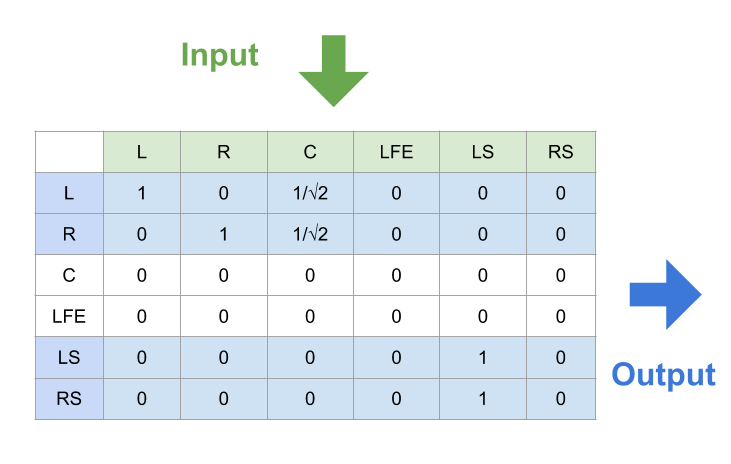 Input
L R C LFE LS RS
L 1 0 1/√2 0 0 0
R 0 1 1/√2 0 0 0
C 0 0 0 0 0 0
LFE 0 0 0 0 0 0
LS 0 0 0 0 1 0
RS 0 0 0 0 1 0
Output